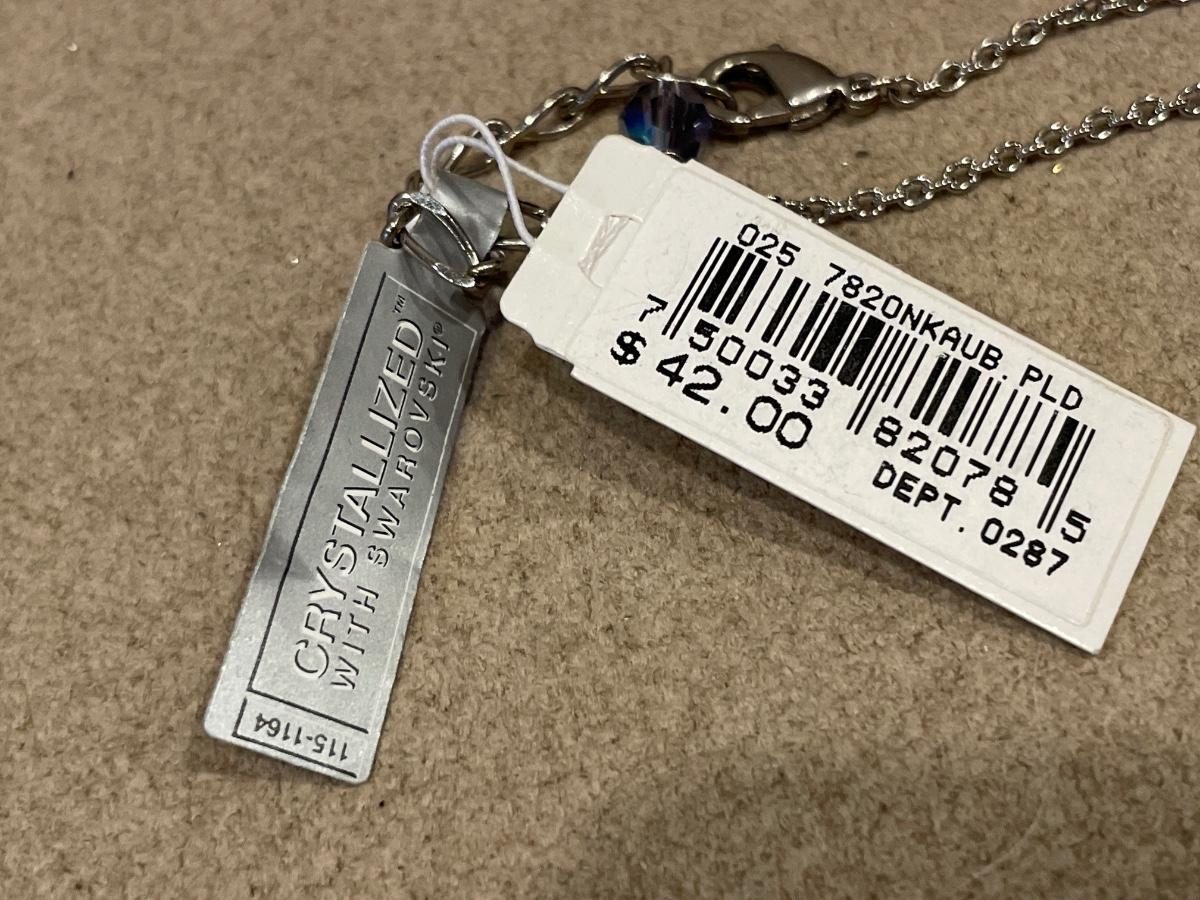 CRYSTALLIZED™
WITH SWAROVSKI®
115-1164
025 7820NKAUB.PLD
7 50033 82078 5
$ 42.00
DEPT. 0287